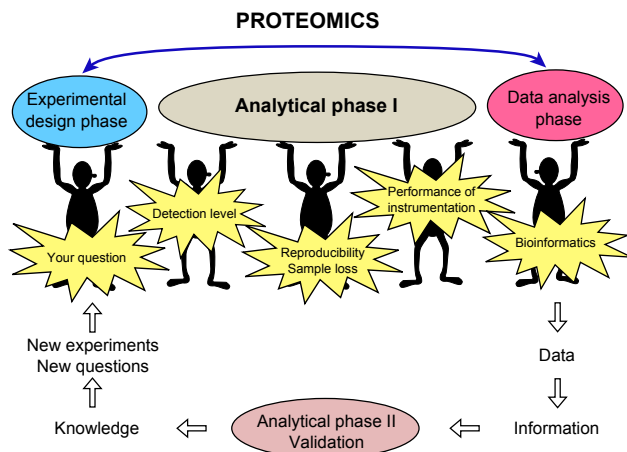 PROTEOMICS
Experimental
design phase
Analytical phase I
Data analysis
phase
Your question
Detection level
Reproducibility
Sample loss
Performance of
instrumentation
Bioinformatics
Data
Information
Analytical phase II
Validation
Knowledge
New experiments
New questions